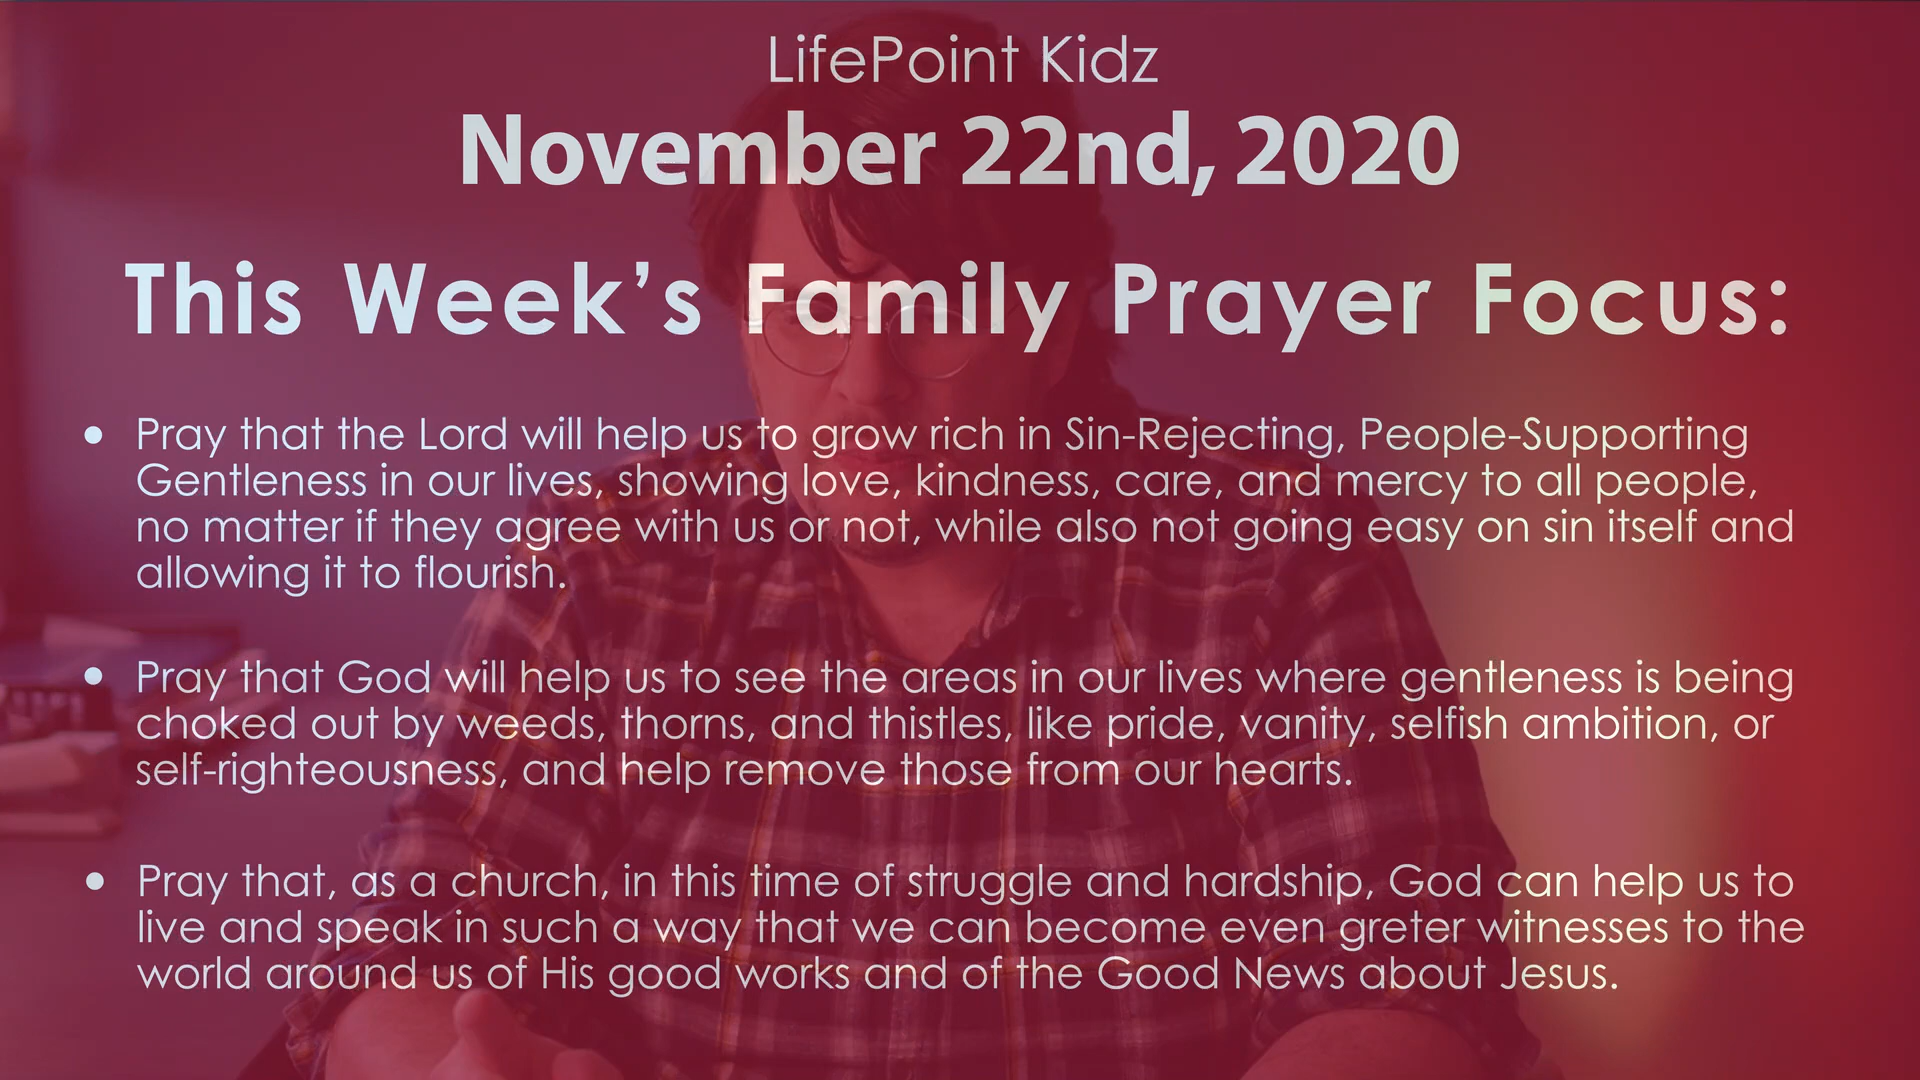 LifePoint Kidz
November 22nd, 2020
This Week’s Family Prayer Focus:
• Pray that the Lord will help us to grow rich in Sin-Rejecting, People-Supporting
Gentleness in our lives, showing love, kindness, care, and mercy to all people,
no matter if they agree with us or not, while also not going easy on sin itself and
allowing it to flourish.
• Pray that God will help us to see the areas in our lives where gentleness is being
choked out by weeds, thorns, and thistles, like pride, vanity, selfish ambition, or
self-righteousness, and help remove those from our hearts.
• Pray that, as a church, in this time of struggle and hardship, God can help us to
live and speak in such a way that we can become even greter witnesses to the
world around us of His good works and of the Good News about Jesus.